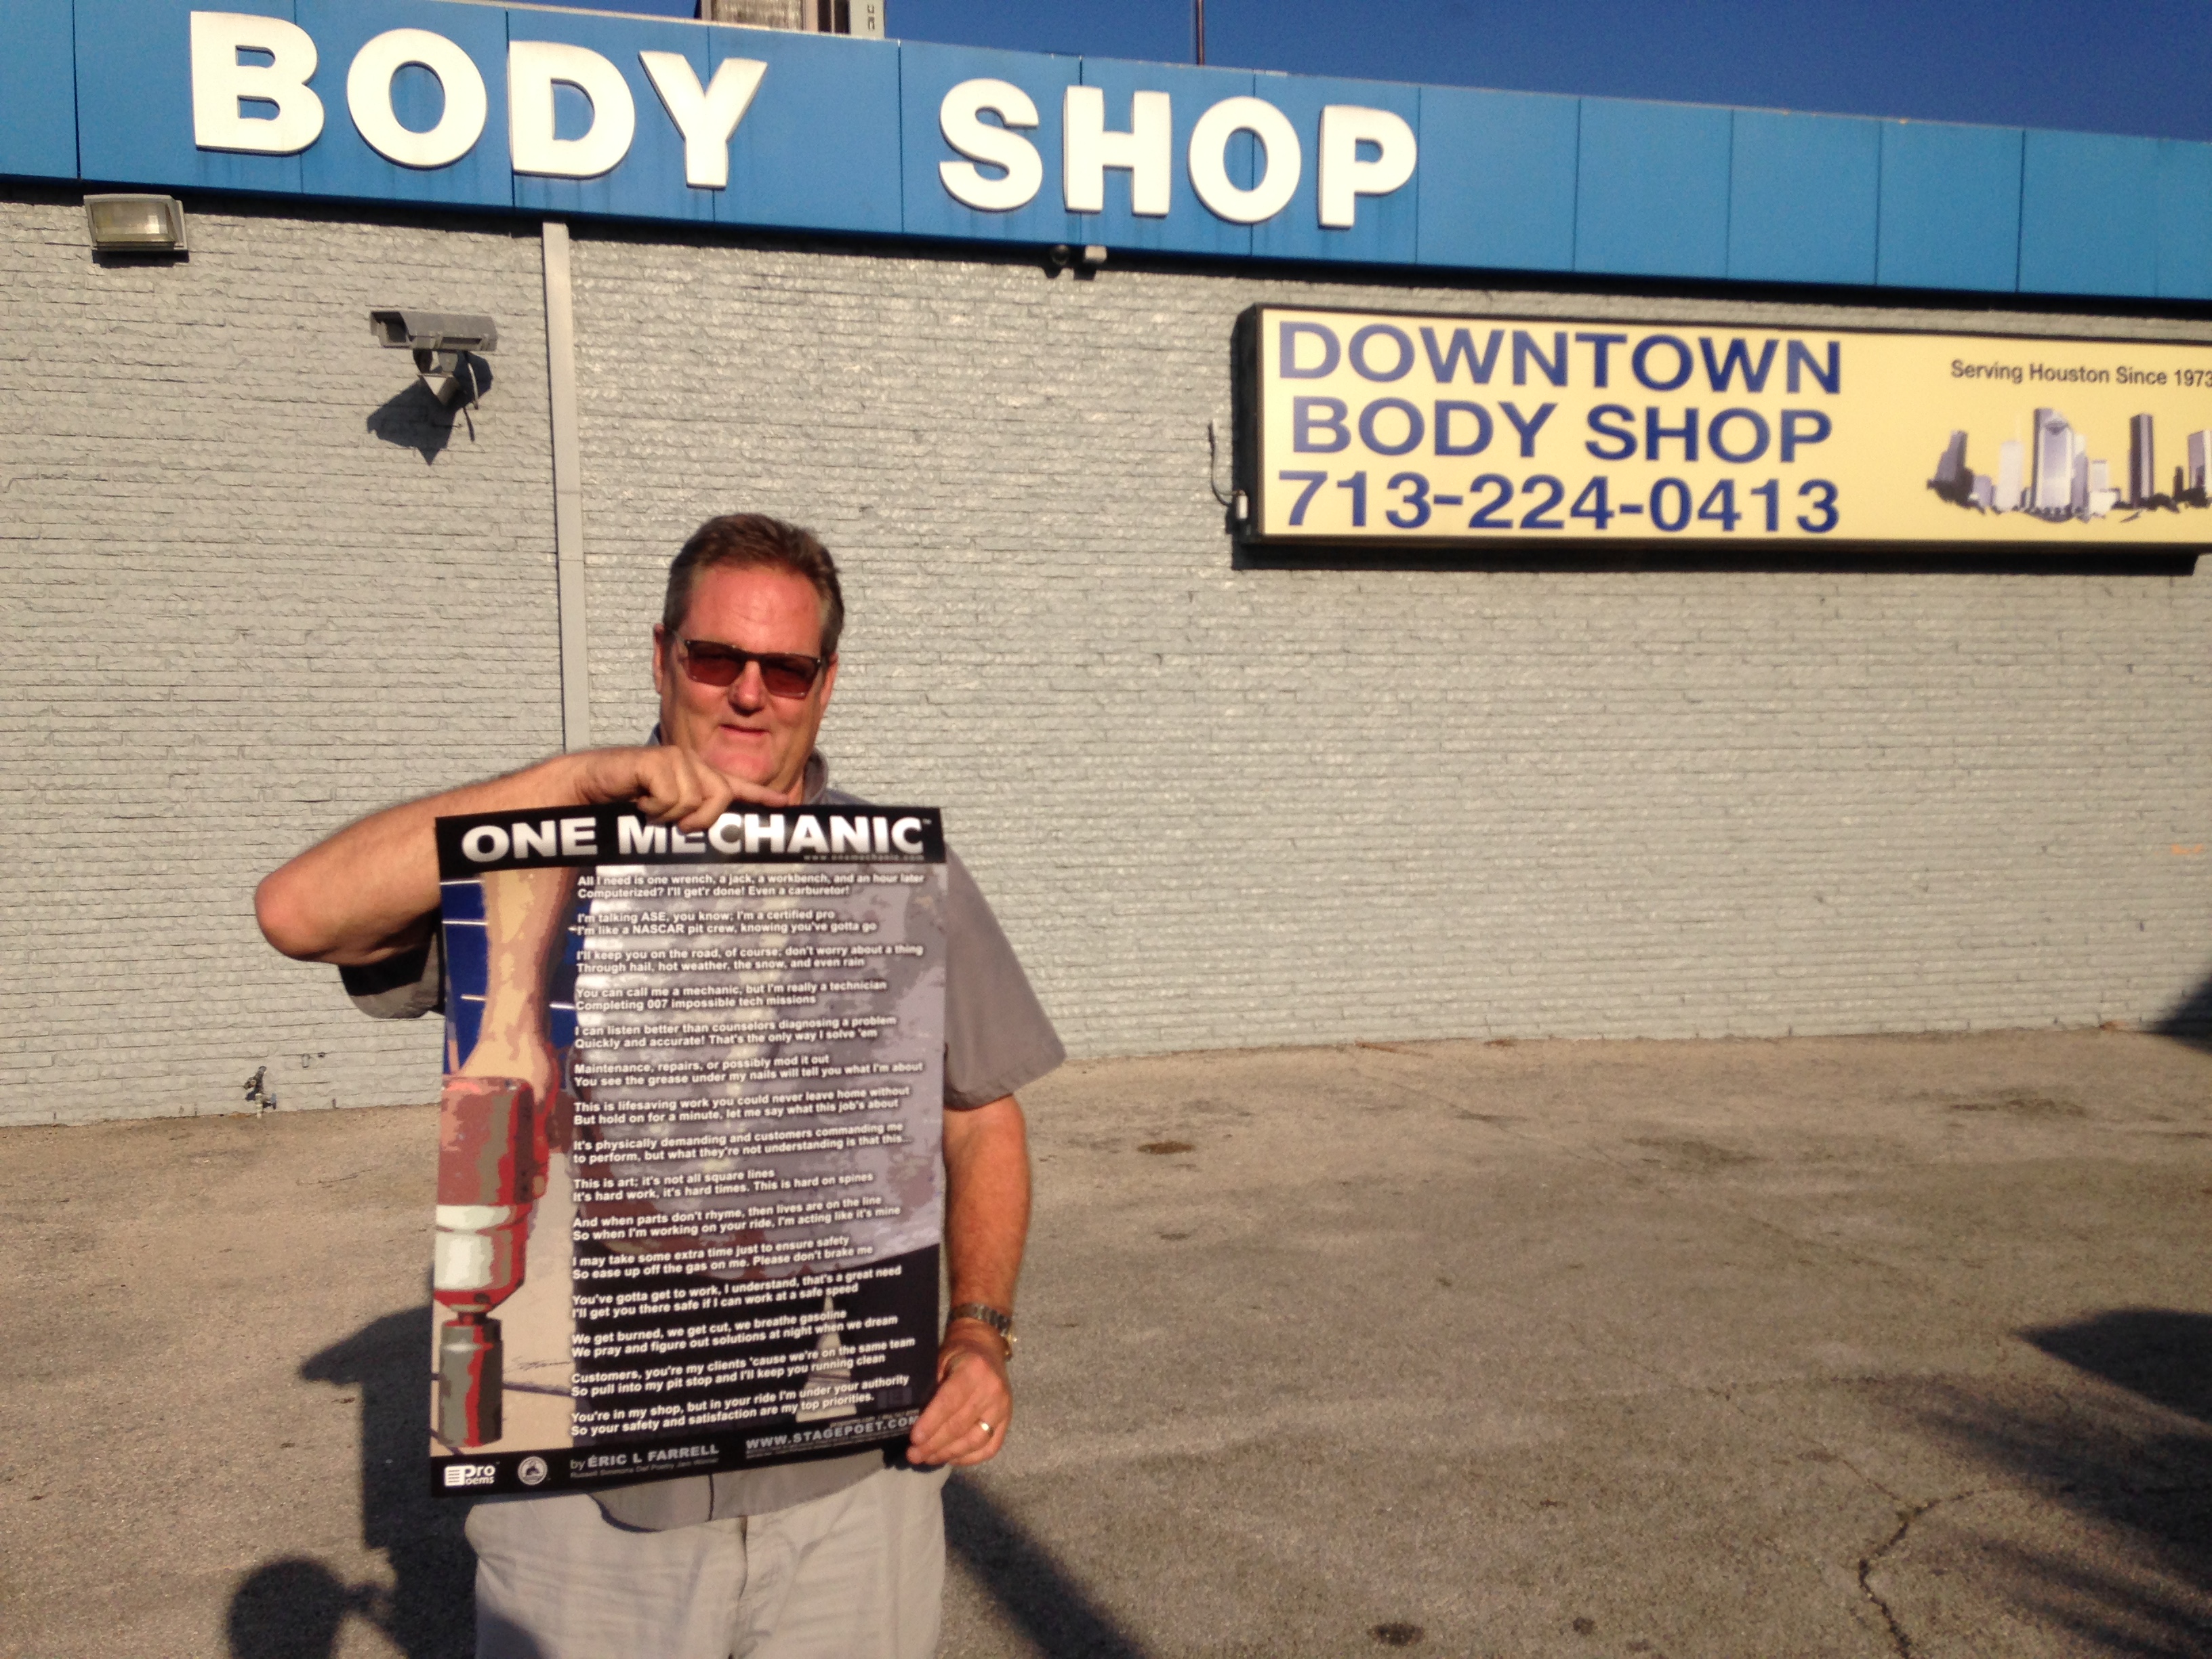 BODY SHOP
DOWNTOWN
BODY SHOP
713-224-0413
Serving Houston Since 1973
ONE MECHANIC™
www.onemechanic.com
All I need is one wrench, a jack, a workbench, and an hour later
Computerized? I'll get'r done! Even a carburetor!
I'm talking ASE, you know; I'm a certified pro
I'm like a NASCAR pit crew, knowing you've gotta go
I'll keep you on the road, of course; don't worry about a thing
Through hail, hot weather, the snow, and even rain
You can call me a mechanic, but I'm really a technician
Completing 007 impossible tech missions
I can listen better than counselors diagnosing a problem
Quickly and accurate! That's the only way I solve 'em
Maintenance, repairs, or possibly mod it out
You see the grease under my nails will tell you what I'm about
This is lifesaving work you could never leave home without
But hold on for a minute, let me say what this job's about
It's physically demanding and customers commanding me
to perform, but what they're not understanding is that this...
This is art; it's not all square lines
It's hard work, it's hard times. This is hard on spines
And when parts don't rhyme, then lives are on the line
So when I'm working on your ride, I'm acting like it's mine
I may take some extra time just to ensure safety
So ease up off the gas on me. Please don't brake me
You've gotta get to work, I understand, that's a great need
I'll get you there safe if I can work at a safe speed
We get burned, we get cut, we breathe gasoline
We pray and figure out solutions at night when we dream
Customers, you're my clients 'cause we're on the same team
So pull into my pit stop and I'll keep you running clean
You're in my shop, but in your ride I'm under your authority
So your safety and satisfaction are my top priorities.
Pro
Poems
by ÉRIC L FARRELL
Russell Simmons Def Poetry Jam Winner
WWW.STAGEPOET.COM